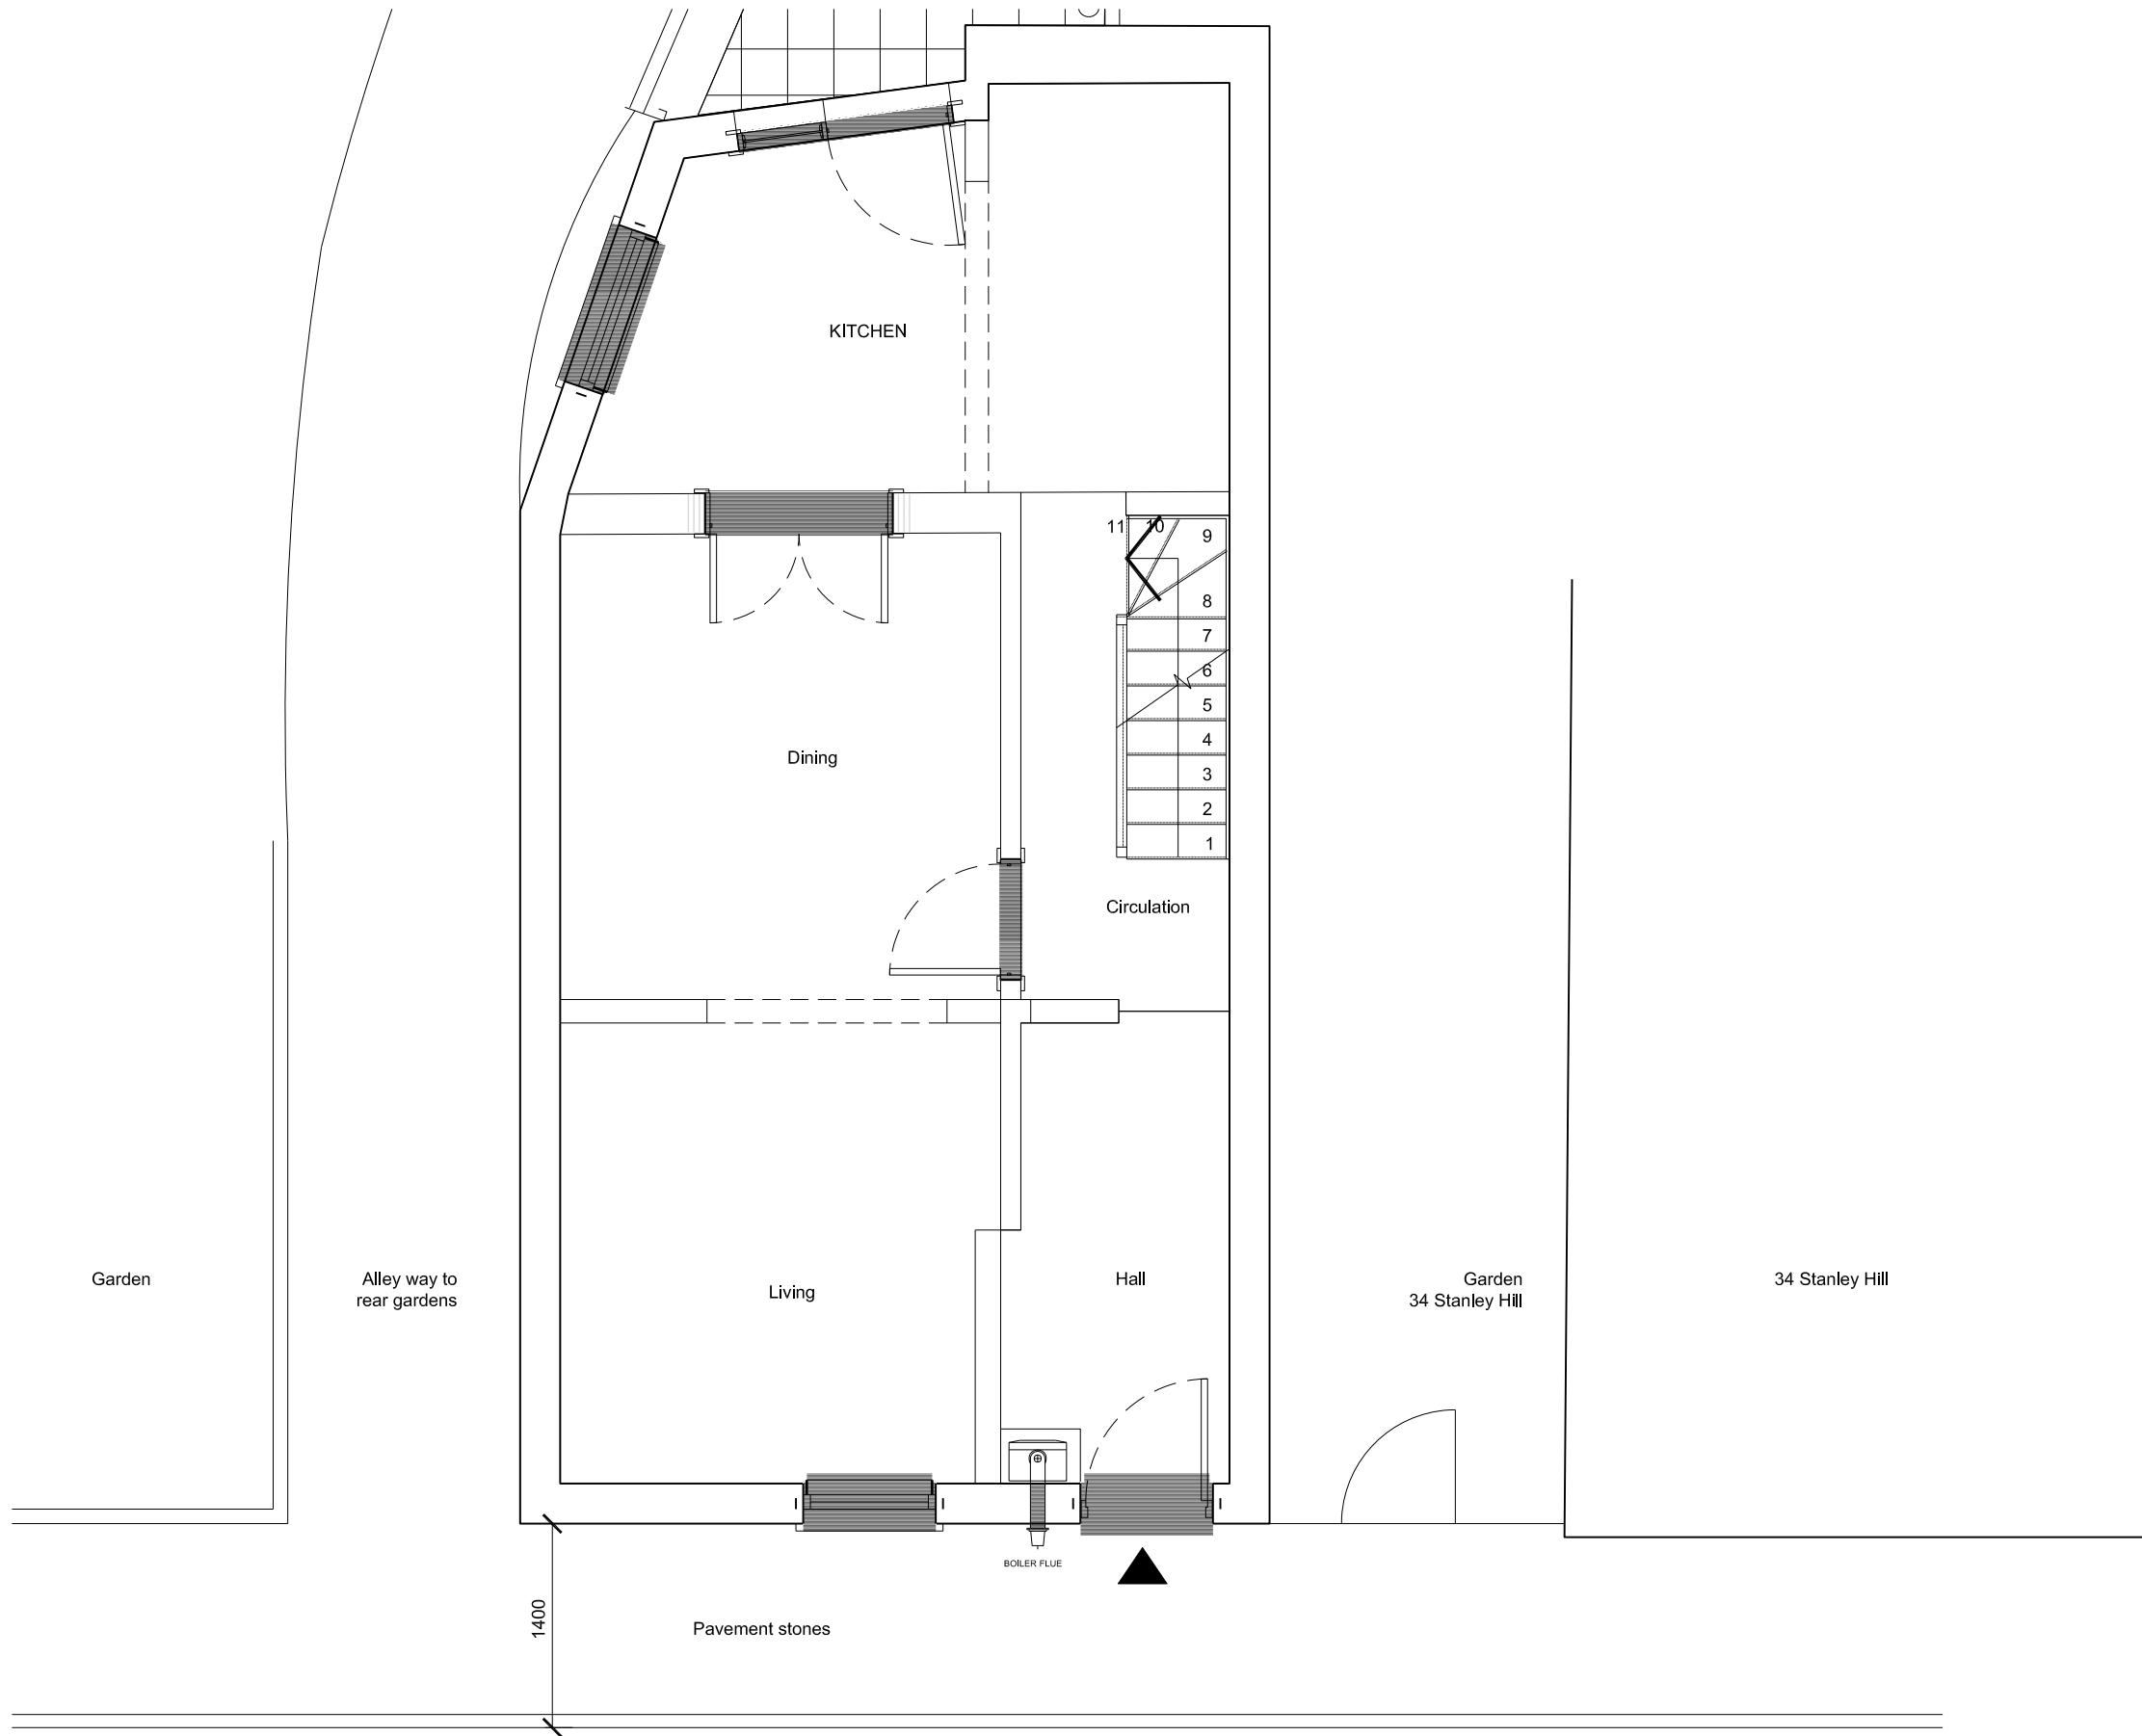 KITCHEN
11
10
9
8
7
6
5
4
3
2
1
Dining
Circulation
Garden
Alley way to
rear gardens
Living
Hall
Garden
34 Stanley Hill
34 Stanley Hill
BOILER FLUE
1400
Pavement stones